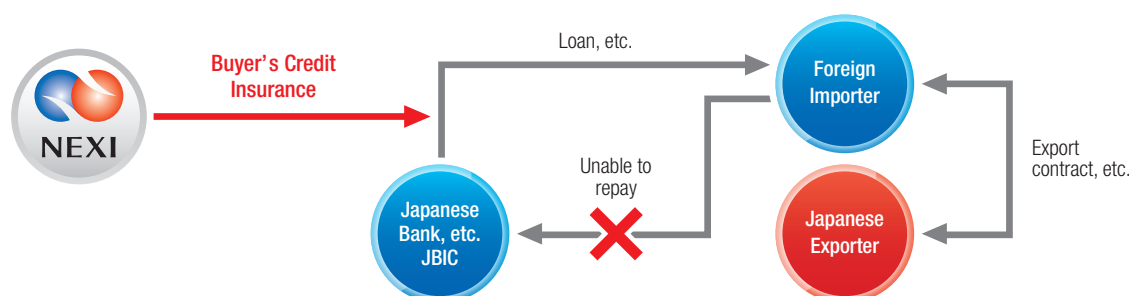 NEXI
Buyer's Credit
Insurance
Loan, etc.
Foreign
Importer
Unable to
repay
Export
contract, etc.
Japanese
Bank, etc.
JBIC
Japanese
Exporter